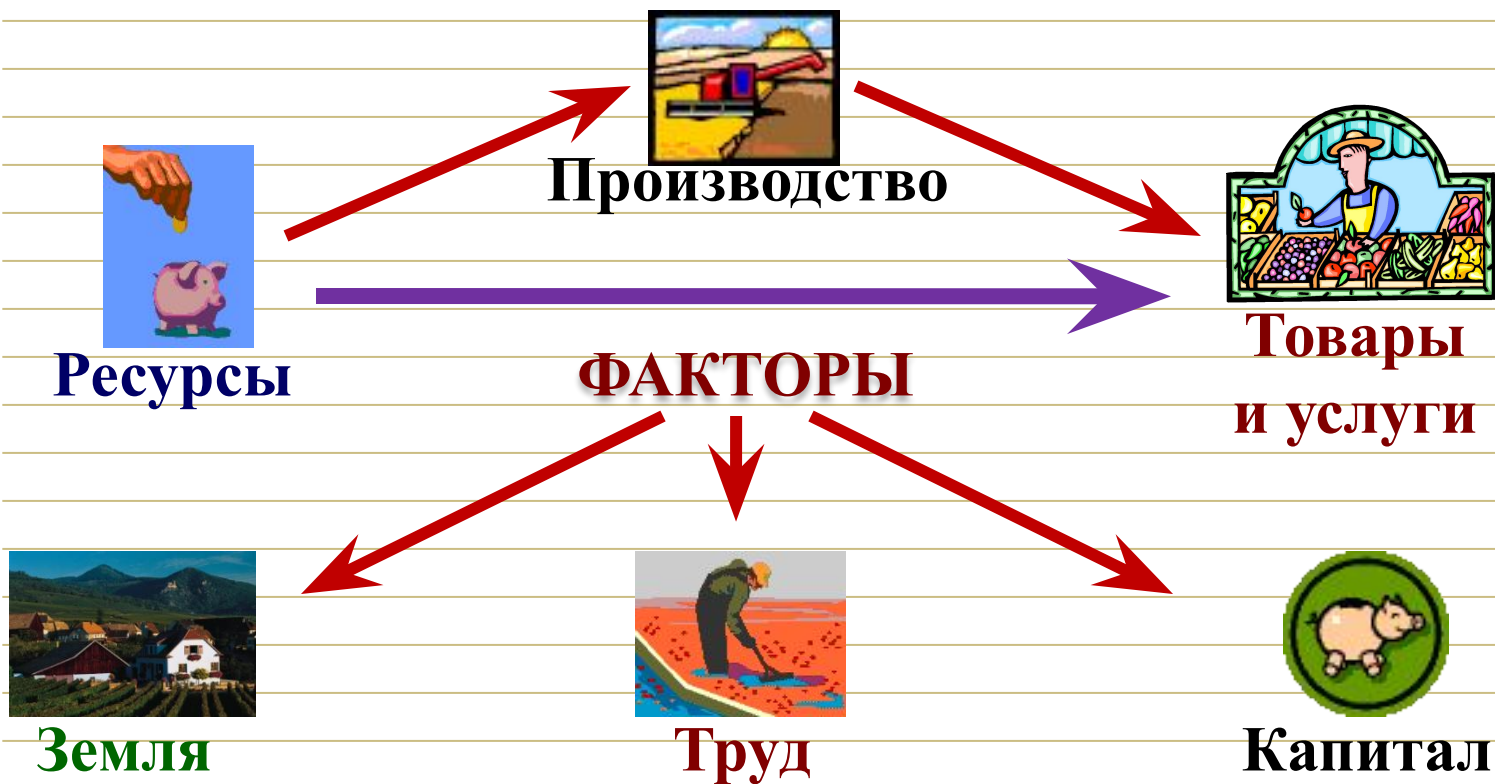 Производство
Ресурсы
ФАКТОРЫ
Товары
и услуги
Земля
Труд
Капитал